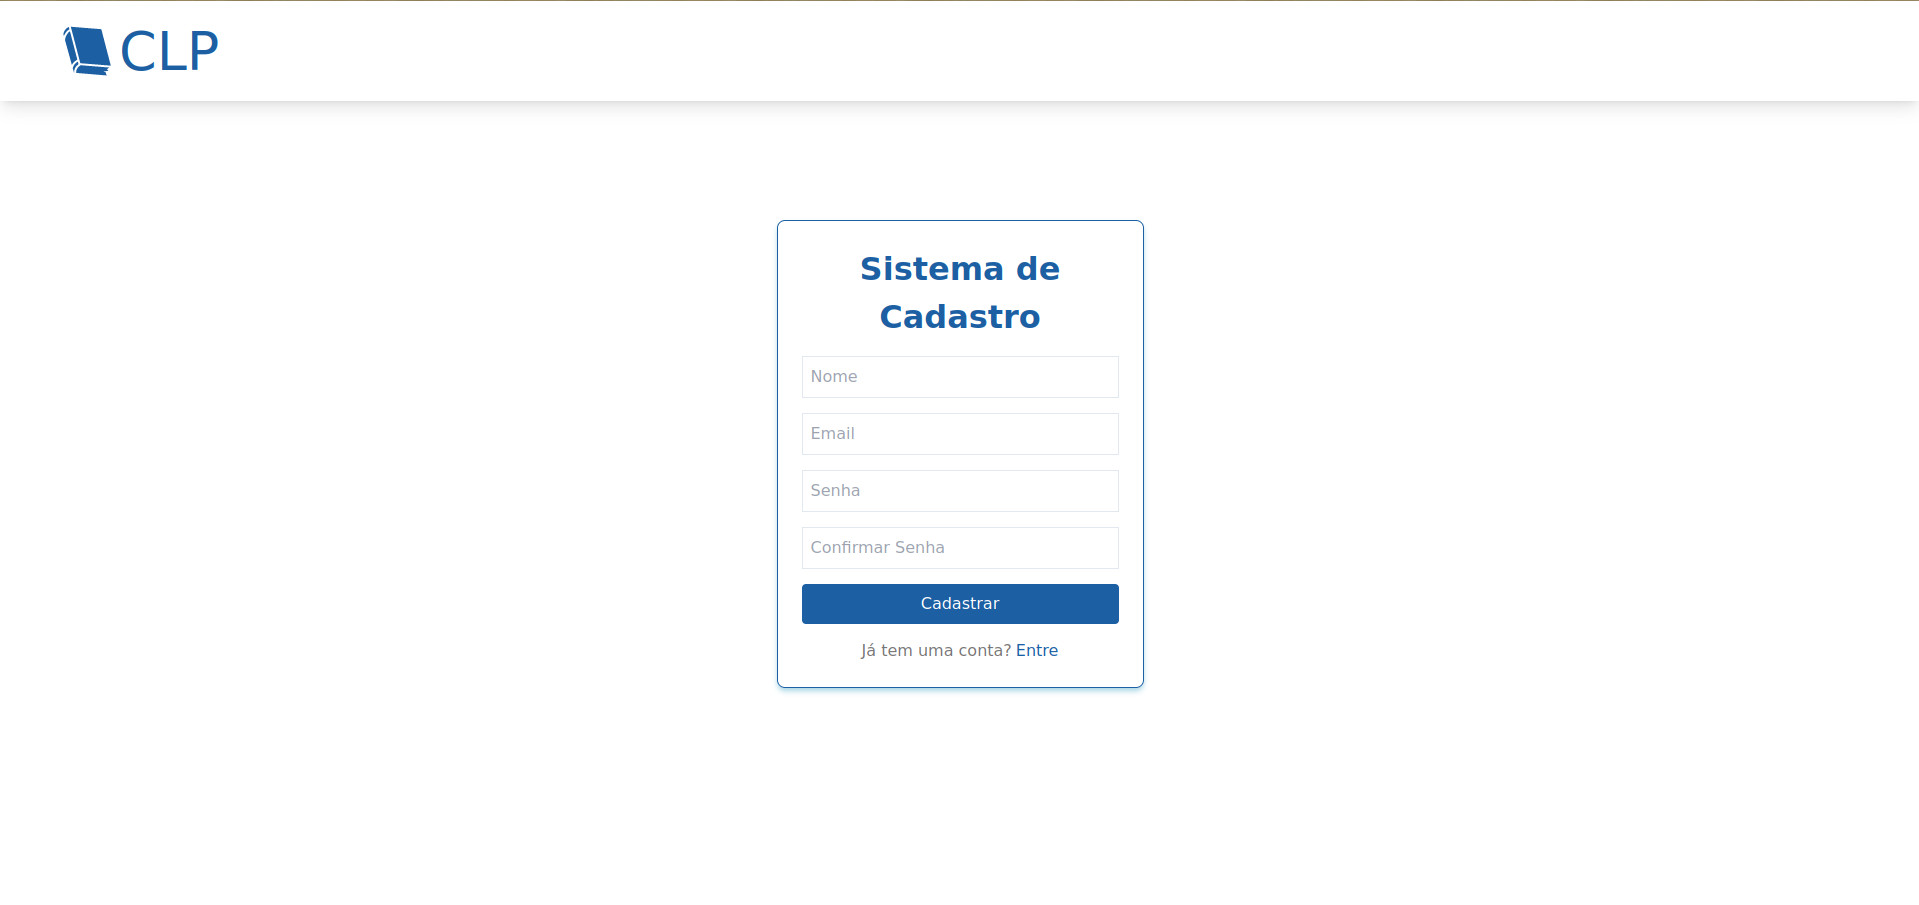 CLP
Sistema de
Cadastro
Nome
Email
Senha
Confirmar Senha
Cadastrar
Já tem uma conta? Entre